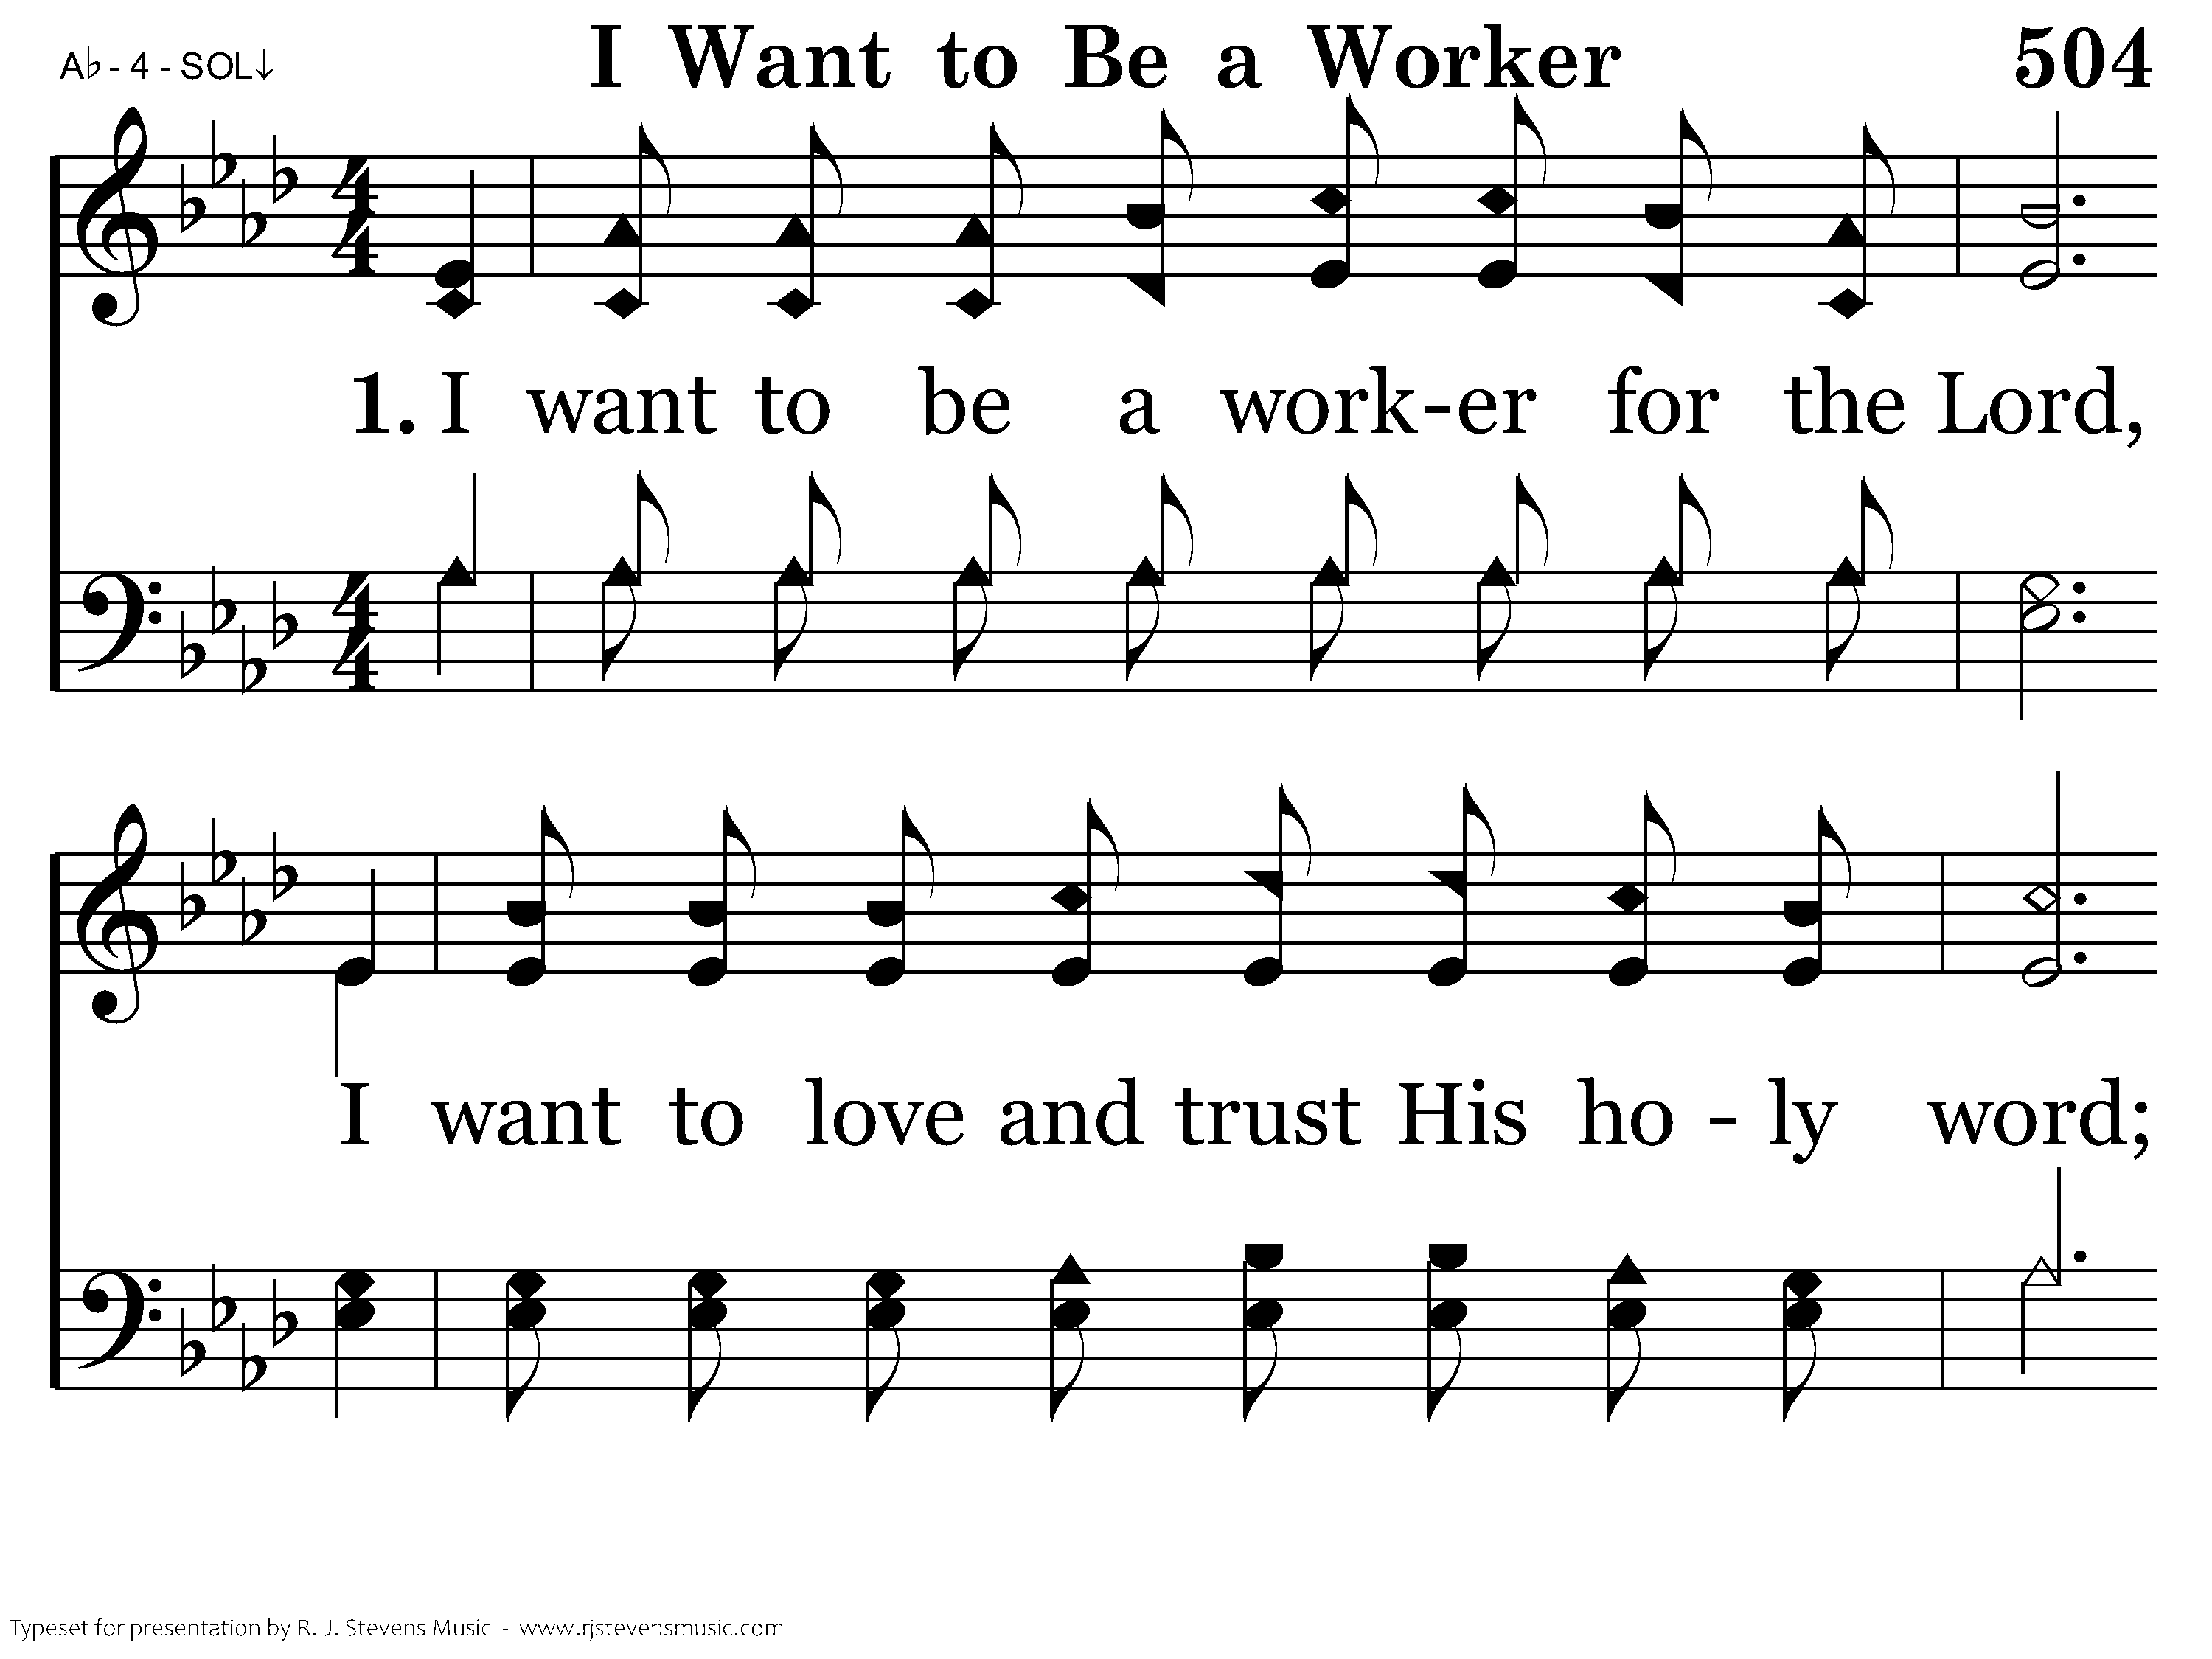 A♭ - 4 - SOL↓ I Want to Be a Worker 504
1. I want to be a work-er for the Lord,
I want to love and trust His ho - ly word;
Typeset for presentation by R. J. Stevens Music - www.rjstevensmusic.com